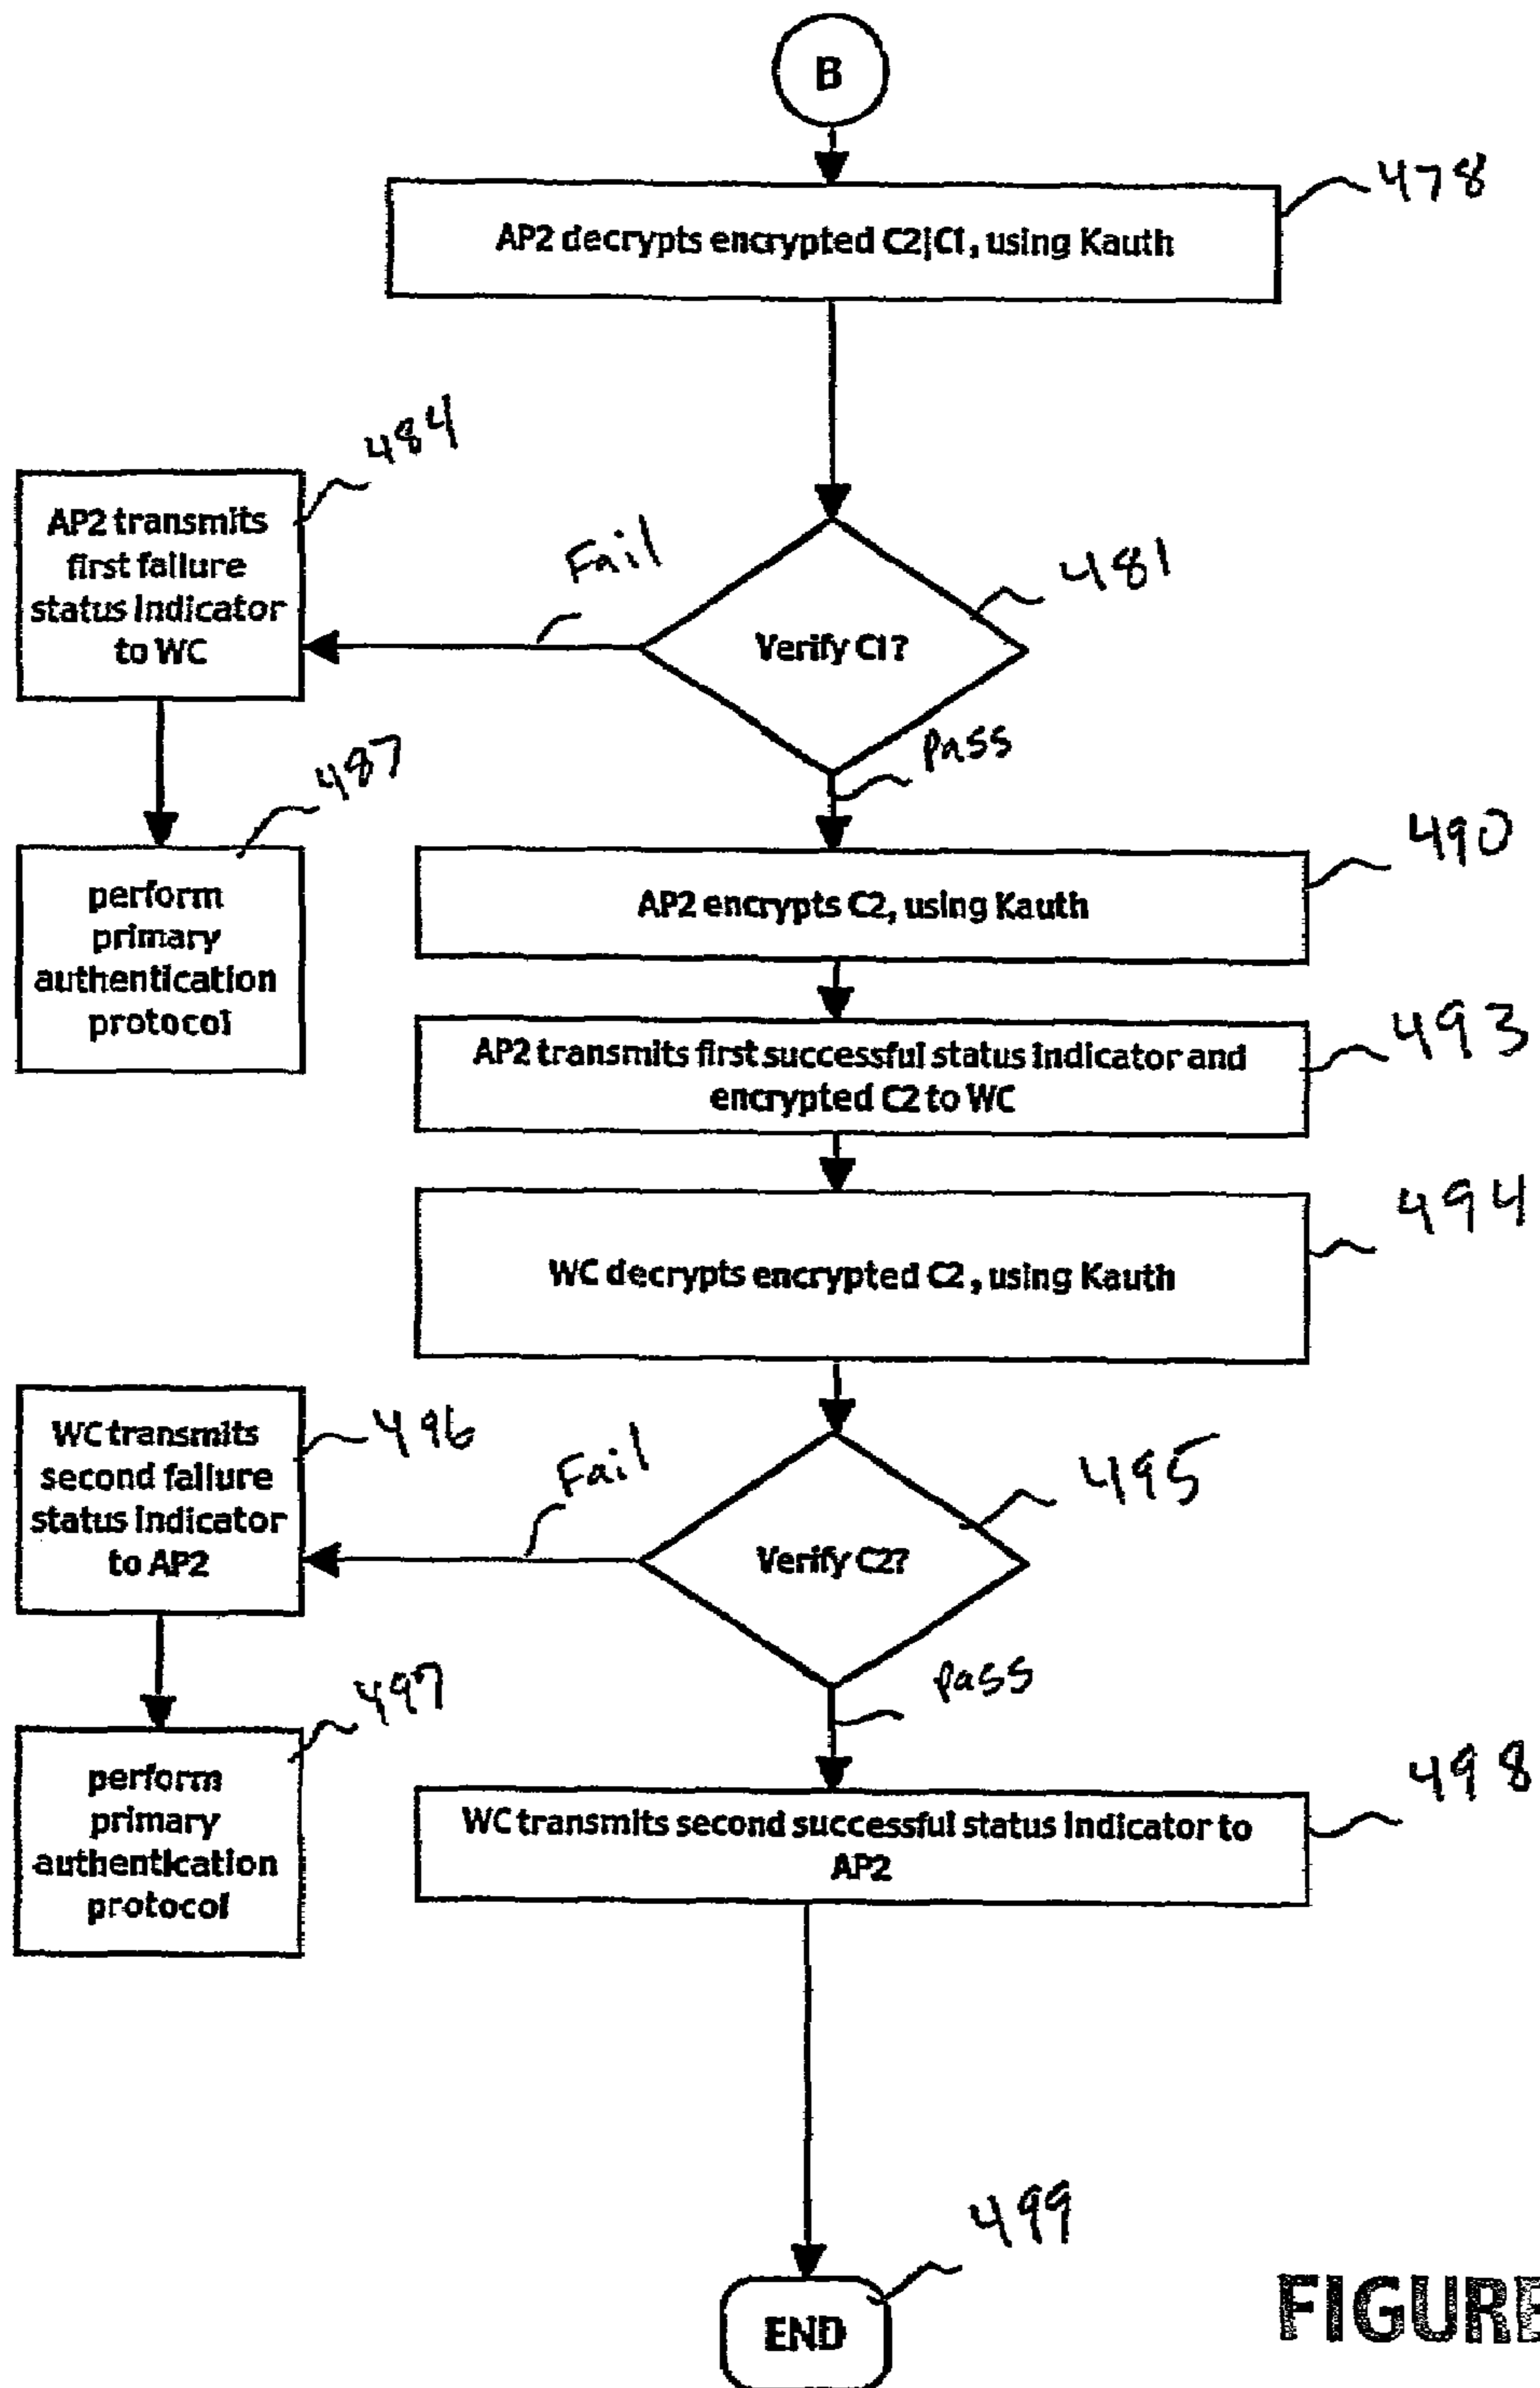 B
AP2 decrypts encrypted C2|C1, using Kauth
478
484
AP2 transmits
first failure
status indicator
to WC
Fail
Verify C1?
481
Pass
487
perform
primary
authentication
protocol
AP2 encrypts C2, using Kauth
490
AP2 transmits first successful status indicator and
encrypted C2 to WC
493
WC decrypts encrypted C2, using Kauth
494
WC transmits
second failure
status indicator
to AP2
496
Fail
Verify C2?
495
Pass
497
perform
primary
authentication
protocol
WC transmits second successful status indicator to
AP2
498
499
END
FIGURE